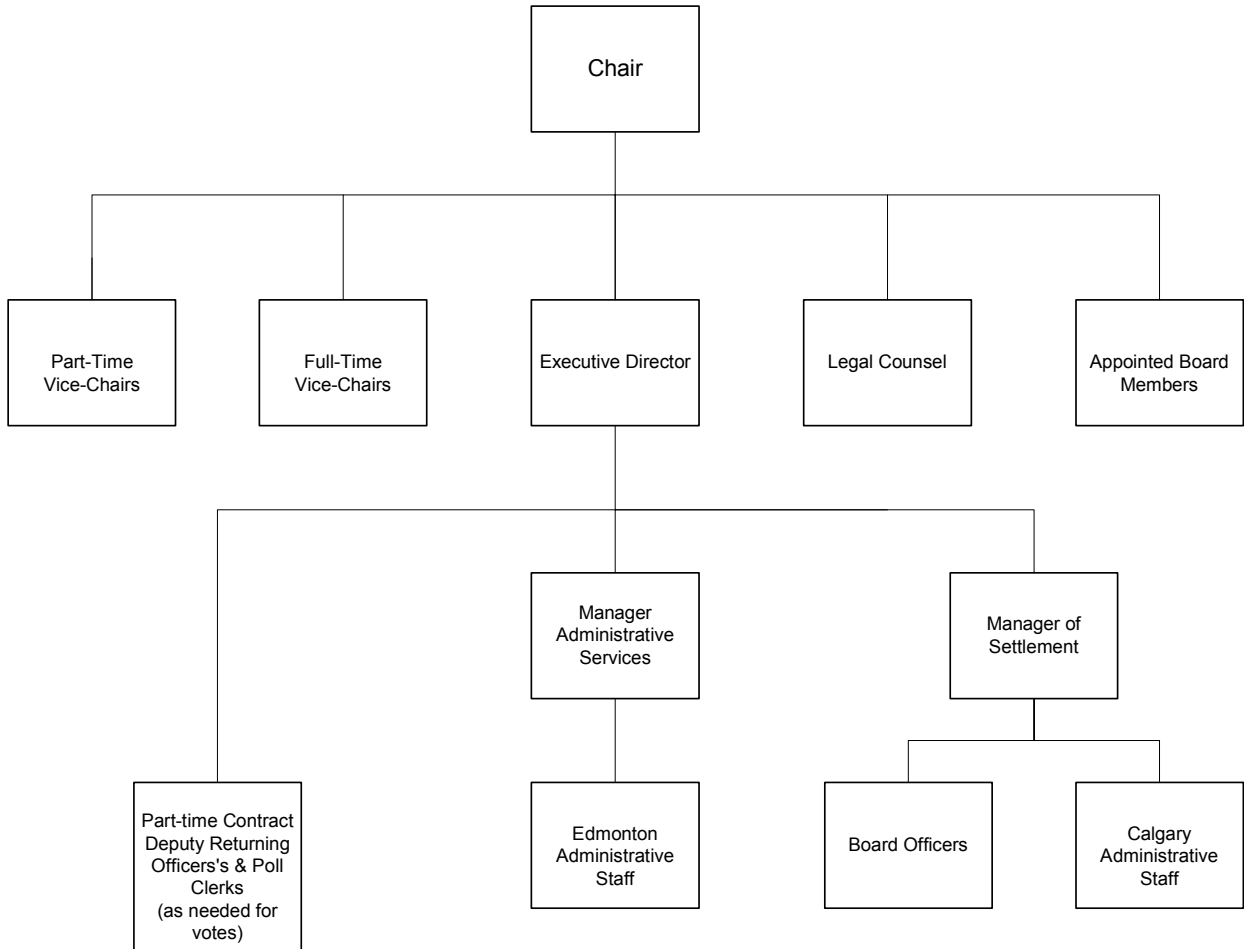 Chair
Part-Time
Vice-Chairs
Full-Time
Vice-Chairs
Executive Director
Legal Counsel
Appointed Board
Members
Manager
Administrative
Services
Manager of
Settlement
Part-time Contract
Deputy Returning
Officers's & Poll
Clerks
(as needed for
votes)
Edmonton
Administrative
Staff
Board Officers
Calgary
Administrative
Staff